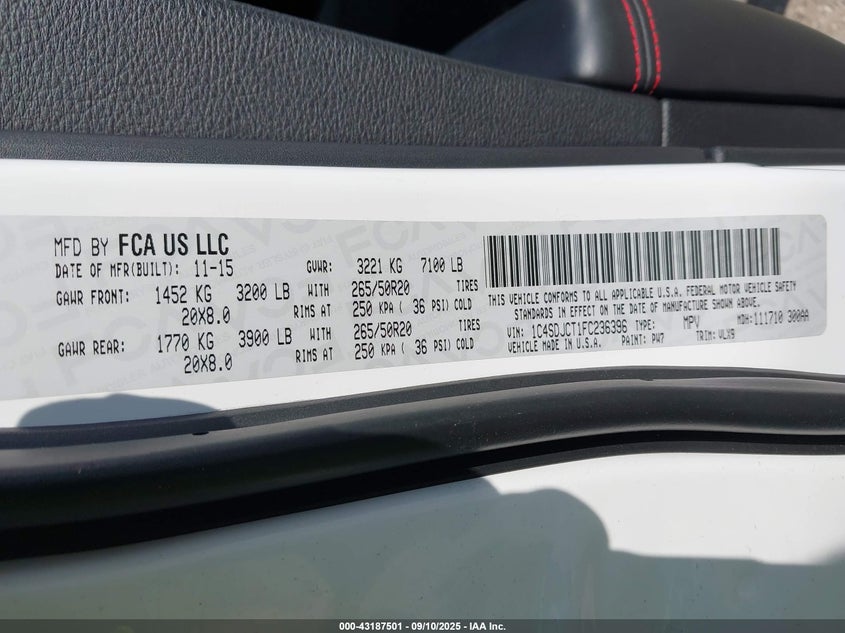 MFD BY FCA US LLC
DATE OF MFR(BUILT): 11-15 GVWR: 3221 KG 7100 LB
GAWR FRONT: 1452 KG 3200 LB WITH 265/50R20 TIRES
20X8.0 RIMS AT 250 KPA ( 36 PSI) COLD
GAWR REAR: 1770 KG 3900 LB WITH 265/50R20 TIRES
20X8.0 RIMS AT 250 KPA ( 36 PSI) COLD
THIS VEHICLE CONFORMS TO ALL APPLICABLE U.S.A. FEDERAL MOTOR VEHICLE SAFETY
STANDARDS IN EFFECT ON THE DATE OF MANUFACTURE SHOWN ABOVE.
VIN: 1C4SDJCT1FC236396 TYPE: MPV MDH: 111710 300AA
VEHICLE MADE IN U.S.A. PAINT: PW7 TRIM: VLX9
000-43187501 | 09/10/2025 | IAA Inc.